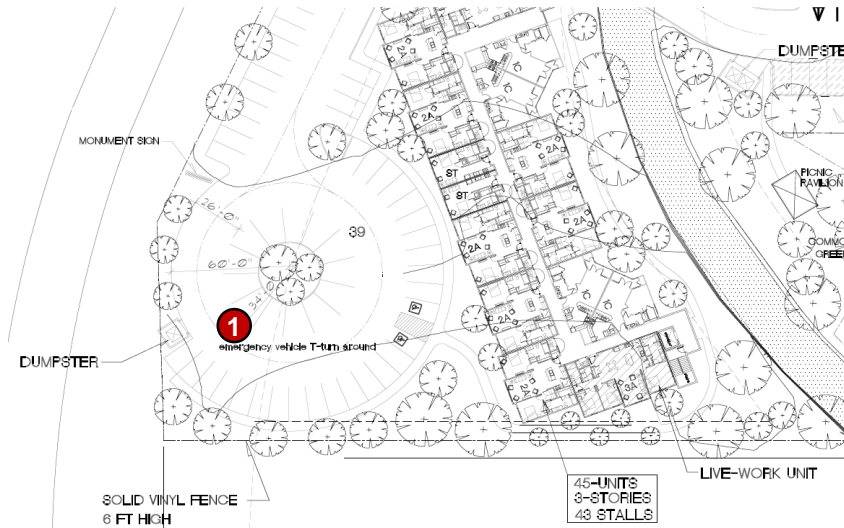 V I
DUMPSTE
MONUMENT SIGN
2A
2A
2A
ST
ST
PICNIC
PAVILION
26'-0"
39
2A
2A
COMMO
GREE
60'-0"
24'-0"
1
2A
emergency vehicle T-turn around
DUMPSTER
2A
3A
LIVE-WORK UNIT
45-UNITS
3-STORIES
43 STALLS
SOLID VINYL FENCE
6 FT HIGH